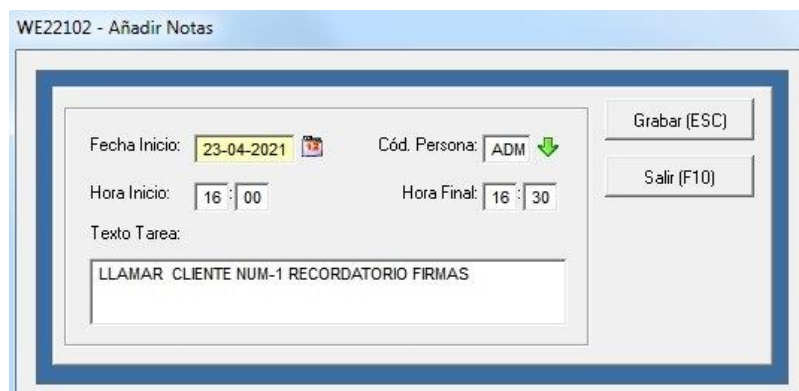 WE22102 - Añadir Notas
Fecha Inicio: 23-04-2021 12 Cód. Persona: ADM Grabar (ESC)
Hora Inicio: 16 : 00 Hora Final: 16 : 30 Salir (F10)
Texto Tarea:
LLAMAR CLIENTE NUM-1 RECORDATORIO FIRMAS